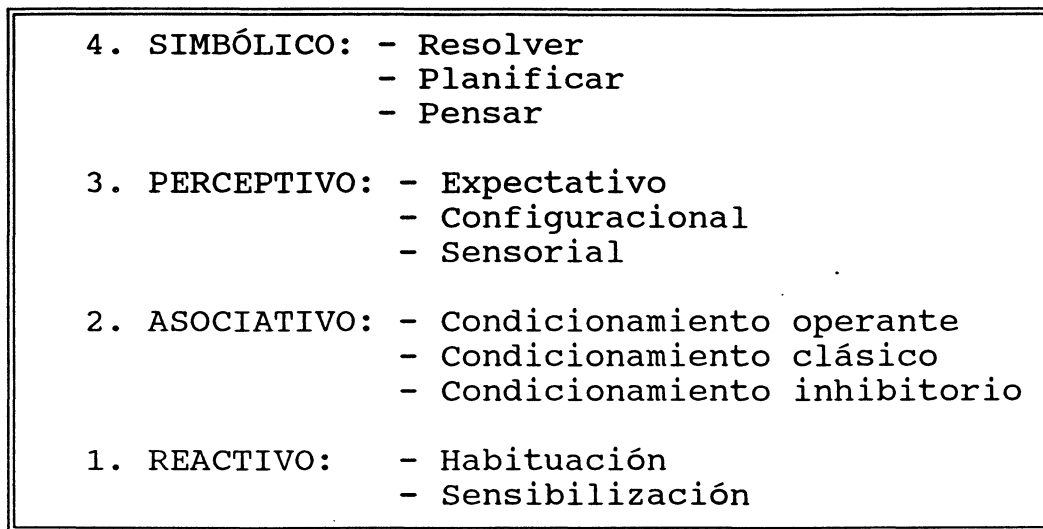 4. SIMBÓLICO: - Resolver
- Planificar
- Pensar
3. PERCEPTIVO: - Expectativo
- Configuracional
- Sensorial
2. ASOCIATIVO: - Condicionamiento operante
- Condicionamiento clásico
- Condicionamiento inhibitorio
1. REACTIVO: - Habituación
- Sensibilización